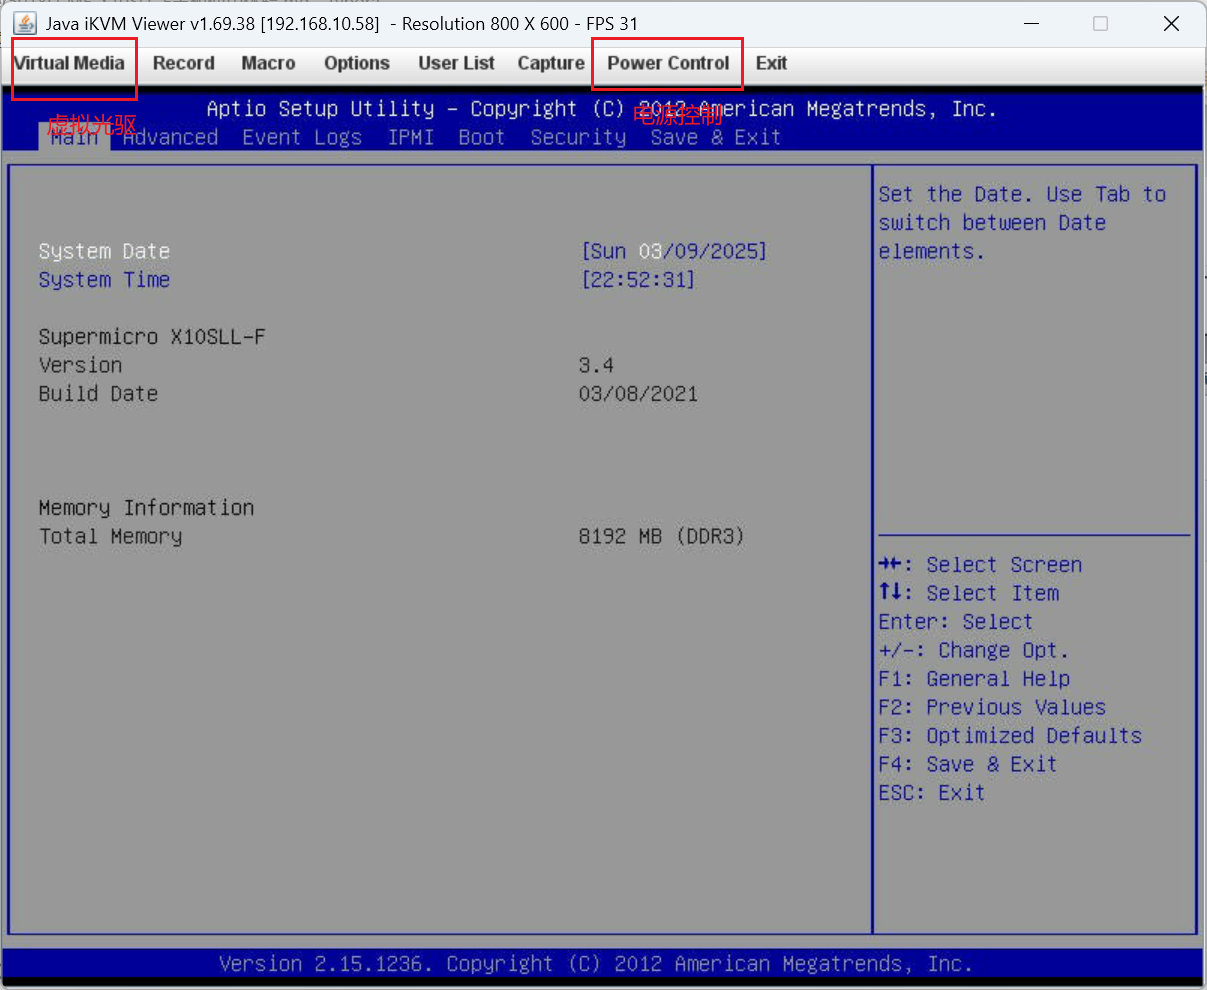 Java iKVM Viewer v1.69.38 [192.168.10.58] - Resolution 800 X 600 - FPS 31
Virtual Media Record Macro Options User List Capture Power Control Exit
虚拟光驱
电源控制
Aptio Setup Utility - Copyright (C) 2012 American Megatrends, Inc.
Main Advanced Event Logs IPMI Boot Security Save & Exit
System Date [Sun 03/09/2025]
System Time [22:52:31]
Supermicro X10SLL-F
Version 3.4
Build Date 03/08/2021
Memory Information
Total Memory 8192 MB (DDR3)
Set the Date. Use Tab to
switch between Date
elements.
→←: Select Screen
↑↓: Select Item
Enter: Select
+/-: Change Opt.
F1: General Help
F2: Previous Values
F3: Optimized Defaults
F4: Save & Exit
ESC: Exit
Version 2.15.1236. Copyright (C) 2012 American Megatrends, Inc.